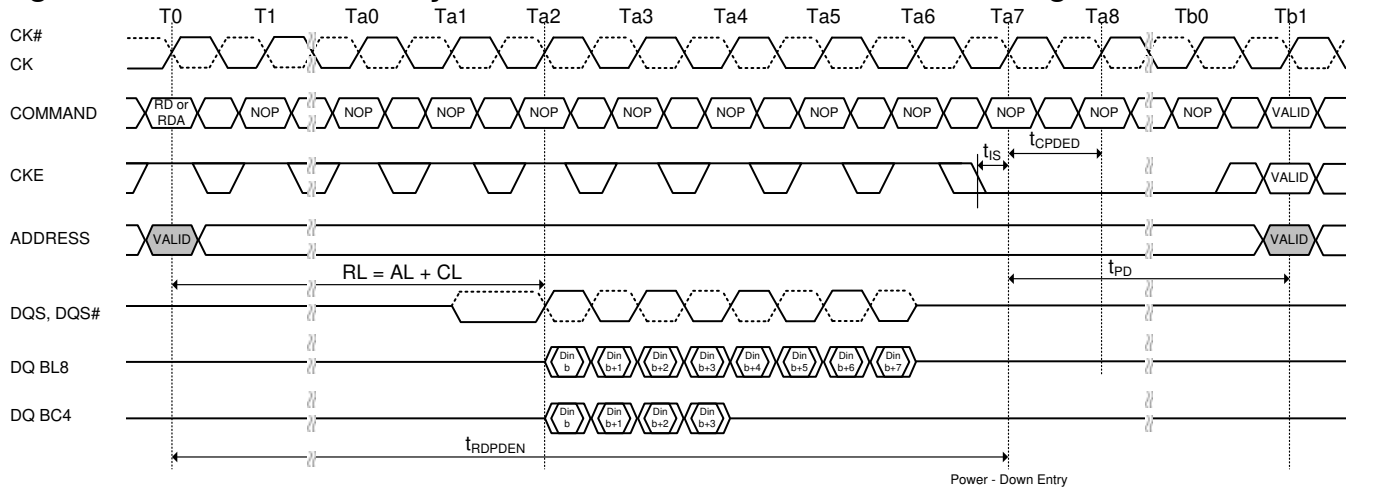 T0 T1 Ta0 Ta1 Ta2 Ta3 Ta4 Ta5 Ta6 Ta7 Ta8 Tb0 Tb1
CK#
CK
COMMAND RD or RDA NOP NOP NOP NOP NOP NOP NOP NOP NOP NOP NOP VALID
tIS tCPDED
CKE VALID
ADDRESS VALID VALID
RL = AL + CL tPD
DQS, DQS#
DQ BL8 Din b Din b+1 Din b+2 Din b+3 Din b+4 Din b+5 Din b+6 Din b+7
DQ BC4 Din b Din b+1 Din b+2 Din b+3
tRDPDEN
Power - Down Entry